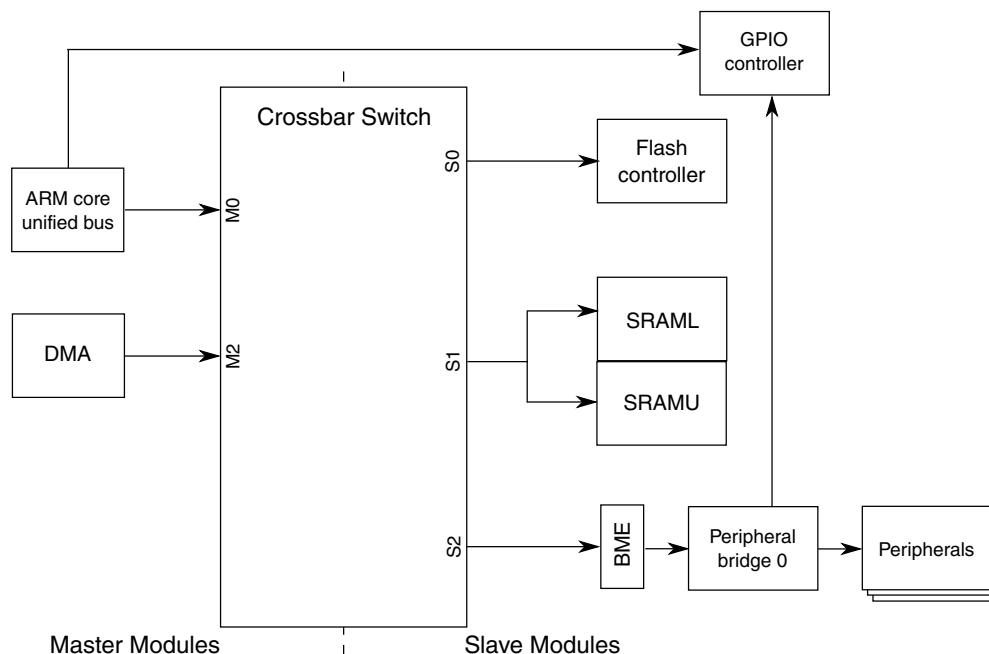 GPIO
controller
Crossbar Switch
S0
Flash
controller
ARM core
unified bus
M0
SRAML
DMA
M2
S1
SRAMU
S2
BME
Peripheral
bridge 0
Peripherals
Master Modules
Slave Modules